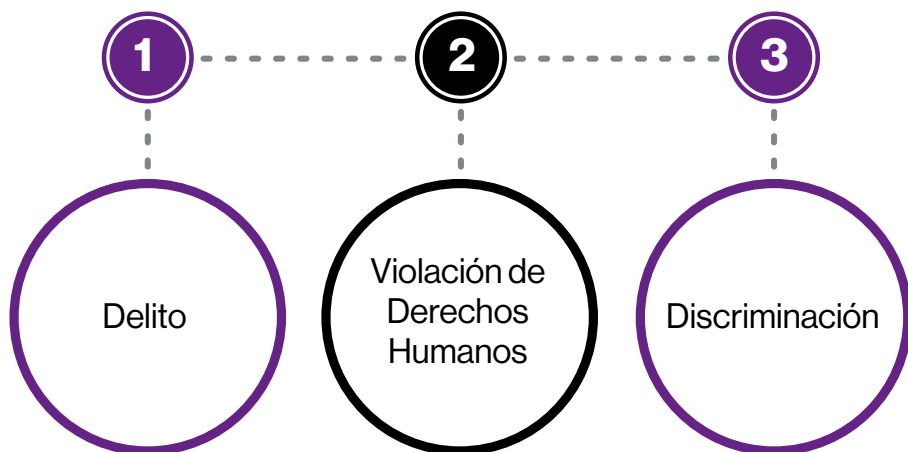 1
2
3
Delito
Violación de
Derechos
Humanos
Discriminación